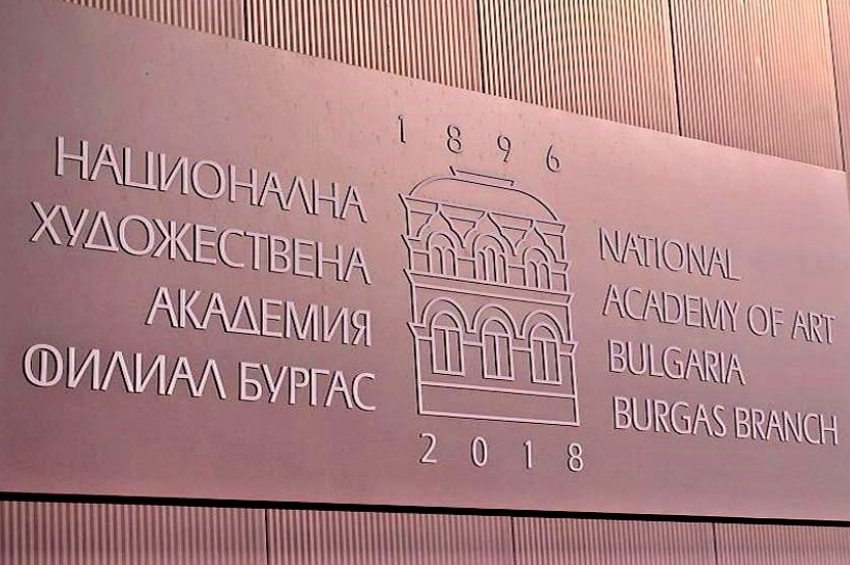 1896
НАЦИОНАЛНА
ХУДОЖЕСТВЕНА
АКАДЕМИЯ
ФИЛИАЛ БУРГАС
NATIONAL
ACADEMY OF ART
BULGARIA
BURGAS BRANCH
2018